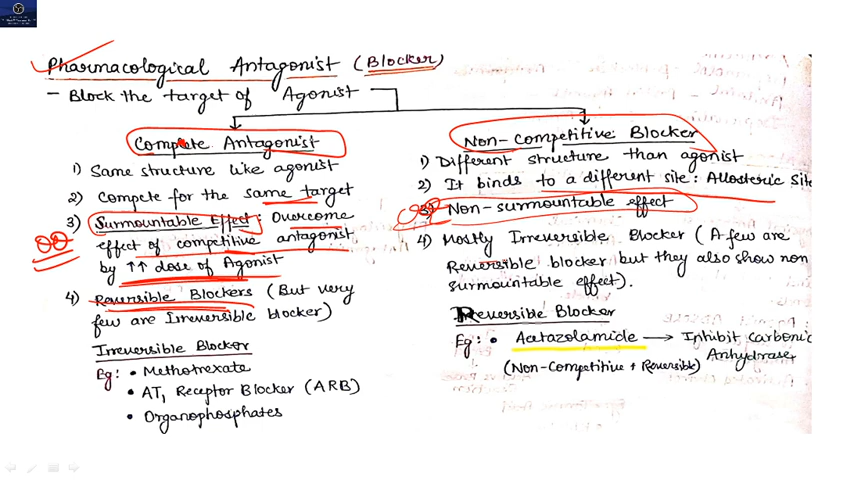 Pharmacological Antagonist (Blocker)
- Block the target of Agonist
Compete Antagonist
1) Same structure like agonist
2) Compete for the same target
3) Surmountable Effect: Overcome
effect of competitive antagonist
by ↑↑ dose of Agonist
4) Reversible Blockers (But very
few are Irreversible blocker)
Irreversible Blocker
Eg: • Methotrexate
• AT1 Receptor Blocker (ARB)
• Organophosphates
Non-Competitive Blocker
1) Different structure than agonist
2) It binds to a different site: Allosteric Site
3) Non-surmountable effect
4) Mostly Irreversible Blocker (A few are
Reversible blocker but they also show non
surmountable effect).
Reversible Blocker
Eg: • Acetazolamide → Inhibit carbonic
Anhydrase
(Non-Competitive + Reversible)